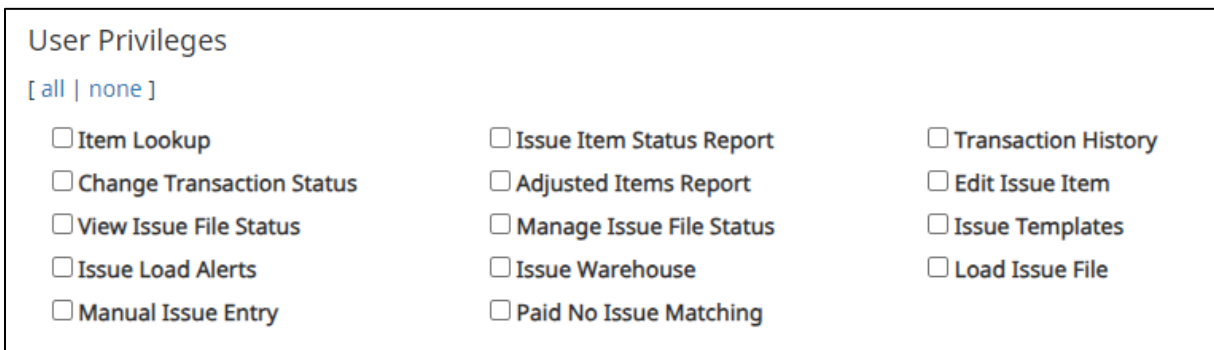 User Privileges
[ all | none ]
Item Lookup Issue Item Status Report Transaction History
Change Transaction Status Adjusted Items Report Edit Issue Item
View Issue File Status Manage Issue File Status Issue Templates
Issue Load Alerts Issue Warehouse Load Issue File
Manual Issue Entry Paid No Issue Matching